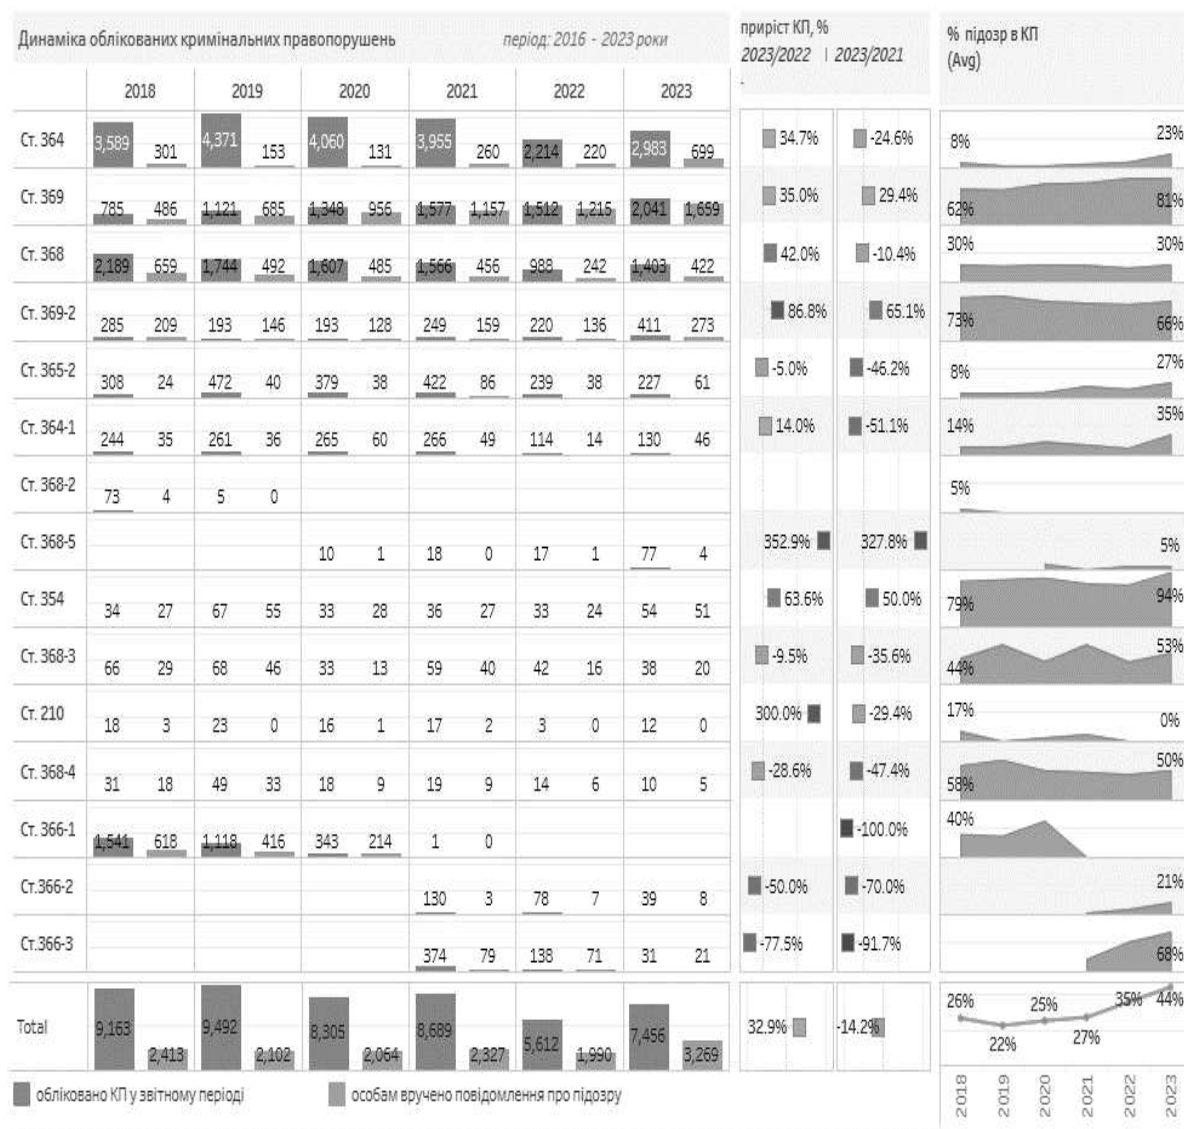 Динаміка облікованих кримінальних правопорушень період: 2016 - 2023 роки
приріст КП, %
2023/2022 | 2023/2021
-
% підозр в КП
(Avg)
2018 2019 2020 2021 2022 2023
Ст. 364 3,589 301 4,371 153 4,060 131 3,955 260 2,214 220 2,983 699 34.7% -24.6% 8% 23%
Ст. 369 785 486 1,121 685 1,348 956 1,577 1,157 1,512 1,215 2,041 1,659 35.0% 29.4% 62% 81%
Ст. 368 2,189 659 1,744 492 1,607 485 1,566 456 988 242 1,403 422 42.0% -10.4% 30% 30%
Ст. 369-2 285 209 193 146 193 128 249 159 220 136 411 273 86.8% 65.1% 73% 66%
Ст. 365-2 308 24 472 40 379 38 422 86 239 38 227 61 -5.0% -46.2% 8% 27%
Ст. 364-1 244 35 261 36 265 60 266 49 114 14 130 46 14.0% -51.1% 14% 35%
Ст. 368-2 73 4 5 0 5%
Ст. 368-5 10 1 18 0 17 1 77 4 352.9% 327.8% 5%
Ст. 354 34 27 67 55 33 28 36 27 33 24 54 51 63.6% 50.0% 79% 94%
Ст. 368-3 66 29 68 46 33 13 59 40 42 16 38 20 -9.5% -35.6% 44% 53%
Ст. 210 18 3 23 0 16 1 17 2 3 0 12 0 300.0% -29.4% 17% 0%
Ст. 368-4 31 18 49 33 18 9 19 9 14 6 10 5 -28.6% -47.4% 58% 50%
Ст. 366-1 1,541 618 1,118 416 343 214 1 0 -100.0% 40%
Ст.366-2 130 3 78 7 39 8 -50.0% -70.0% 21%
Ст.366-3 374 79 138 71 31 21 -77.5% -91.7% 68%
Total 9,163 2,413 9,492 2,102 8,305 2,064 8,689 2,327 5,612 1,990 7,456 3,269 32.9% -14.2% 26% 22% 25% 27% 35% 44%
обліковано КП у звітному періоді особам вручено повідомлення про підозру
2018 2019 2020 2021 2022 2023